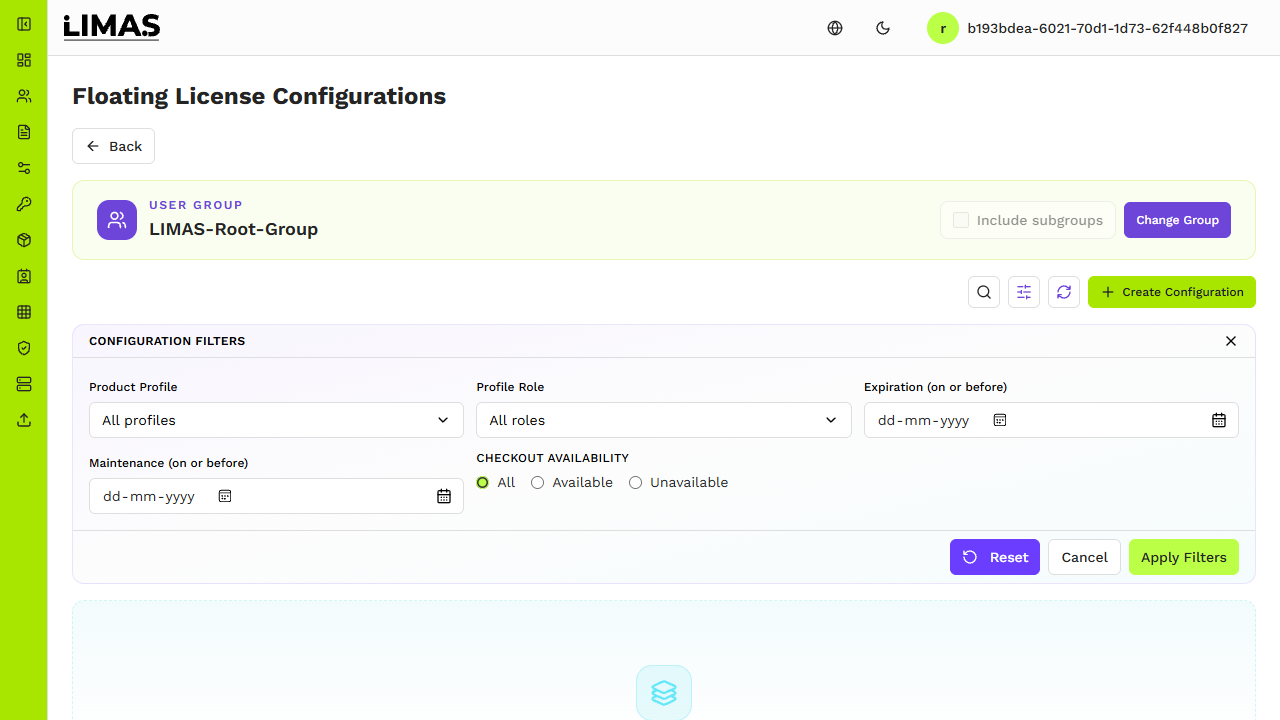 LIMAS
r
b193bdea-6021-70d1-1d73-62f448b0f827
Floating License Configurations
Back
USER GROUP
LIMAS-Root-Group
Include subgroups
Change Group
Create Configuration
CONFIGURATION FILTERS
Product Profile
Profile Role
Expiration (on or before)
All profiles
All roles
dd-mm-yyyy
Maintenance (on or before)
CHECKOUT AVAILABILITY
dd-mm-yyyy
All
Available
Unavailable
Reset
Cancel
Apply Filters